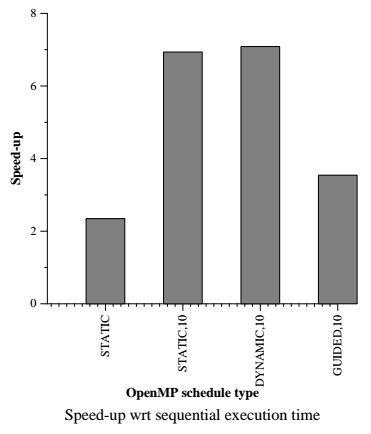 8
6
4
2
0
Speed-up
STATIC
STATIC,10
DYNAMIC,10
GUIDED,10
OpenMP schedule type
Speed-up wrt sequential execution time